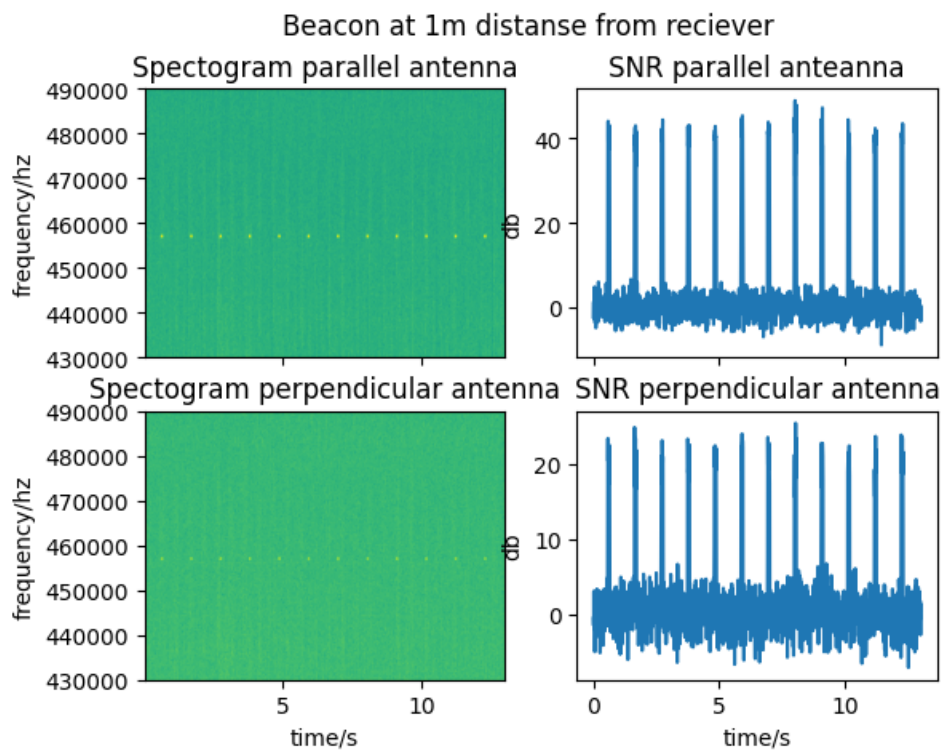 Beacon at 1m distanse from reciever
Spectogram parallel antenna
SNR parallel anteanna
490000
480000
470000
460000
450000
440000
430000
frequency/hz
40
20
0
db
Spectogram perpendicular antenna
SNR perpendicular antenna
490000
480000
470000
460000
450000
440000
430000
frequency/hz
5
10
time/s
20
10
0
db
0
5
10
time/s